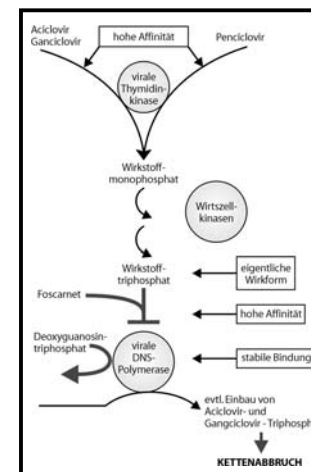 Aciclovir
Ganciclovir
hohe Affinität
Penciclovir
virale
Thymidin-
kinase
Wirkstoff-
monophosphat
Wirtszell-
kinasen
Wirkstoff-
triphosphat
eigentliche
Wirkform
Foscarnet
hohe Affinität
Deoxyguanosin-
triphosphat
virale
DNS-
Polymerase
stabile Bindung
evtl. Einbau von
Aciclovir- und
Gangciclovir - Triphosph
KETTENABBRUCH